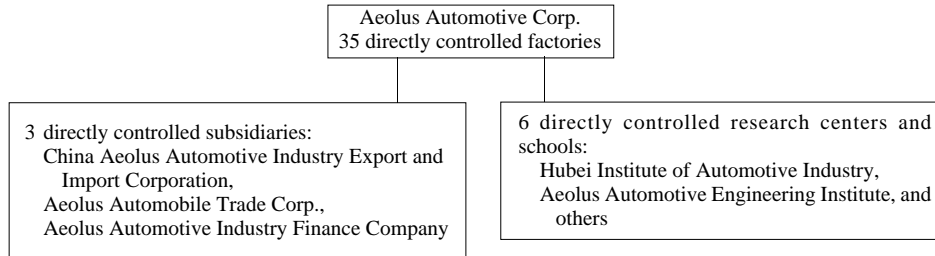 Aeolus Automotive Corp.
35 directly controlled factories
3 directly controlled subsidiaries:
China Aeolus Automotive Industry Export and
Import Corporation,
Aeolus Automobile Trade Corp.,
Aeolus Automotive Industry Finance Company
6 directly controlled research centers and
schools:
Hubei Institute of Automotive Industry,
Aeolus Automotive Engineering Institute, and
others